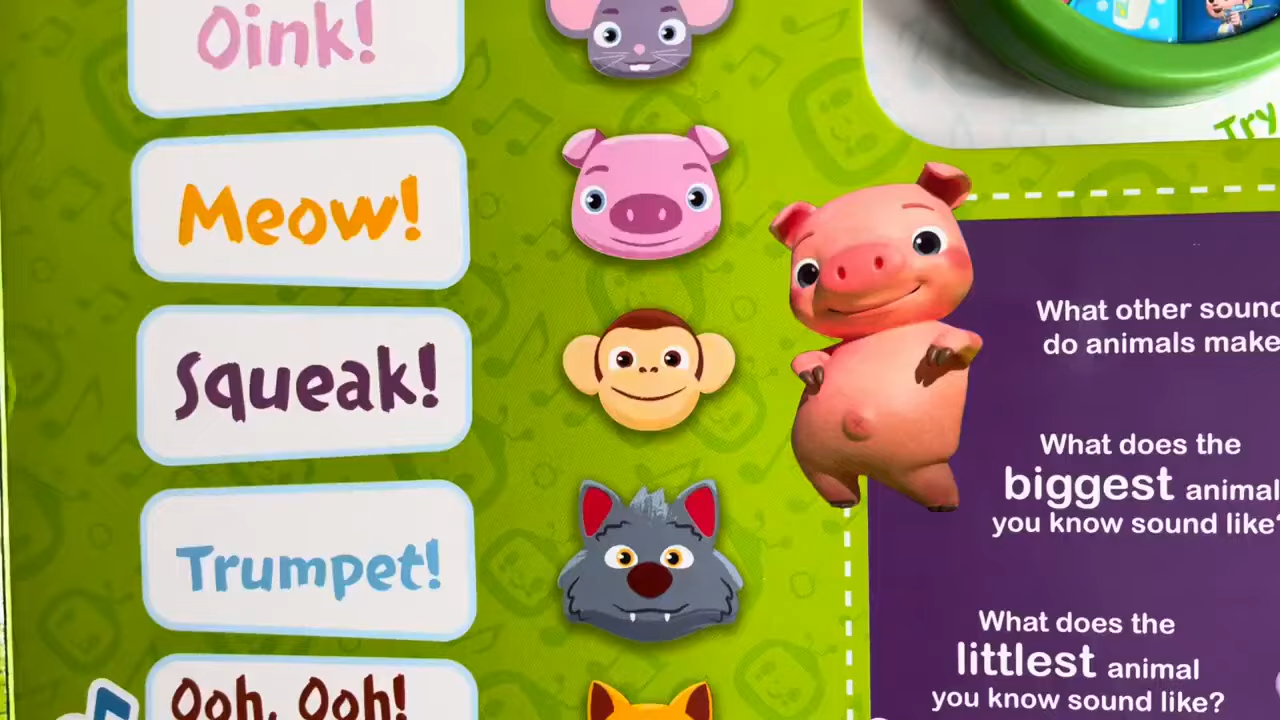 Oink!
Meow!
Squeak!
Trumpet!
Ooh, Ooh!
Try
What other sound
do animals make
What does the
biggest animal
you know sound like?
What does the
littlest animal
you know sound like?